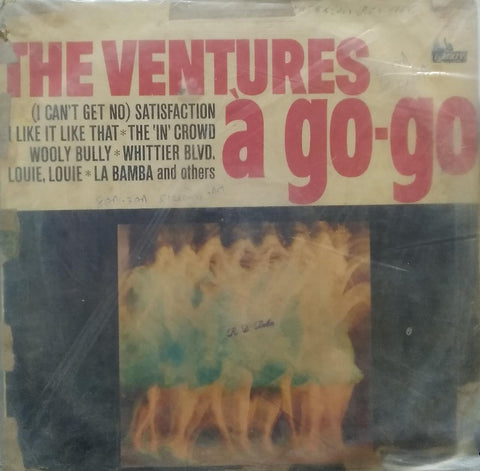 THE VENTURES
à go-go
(I CAN'T GET NO) SATISFACTION
I LIKE IT LIKE THAT * THE 'IN' CROWD
WOOLY BULLY * WHITTIER BLVD.
LOUIE, LOUIE * LA BAMBA and others